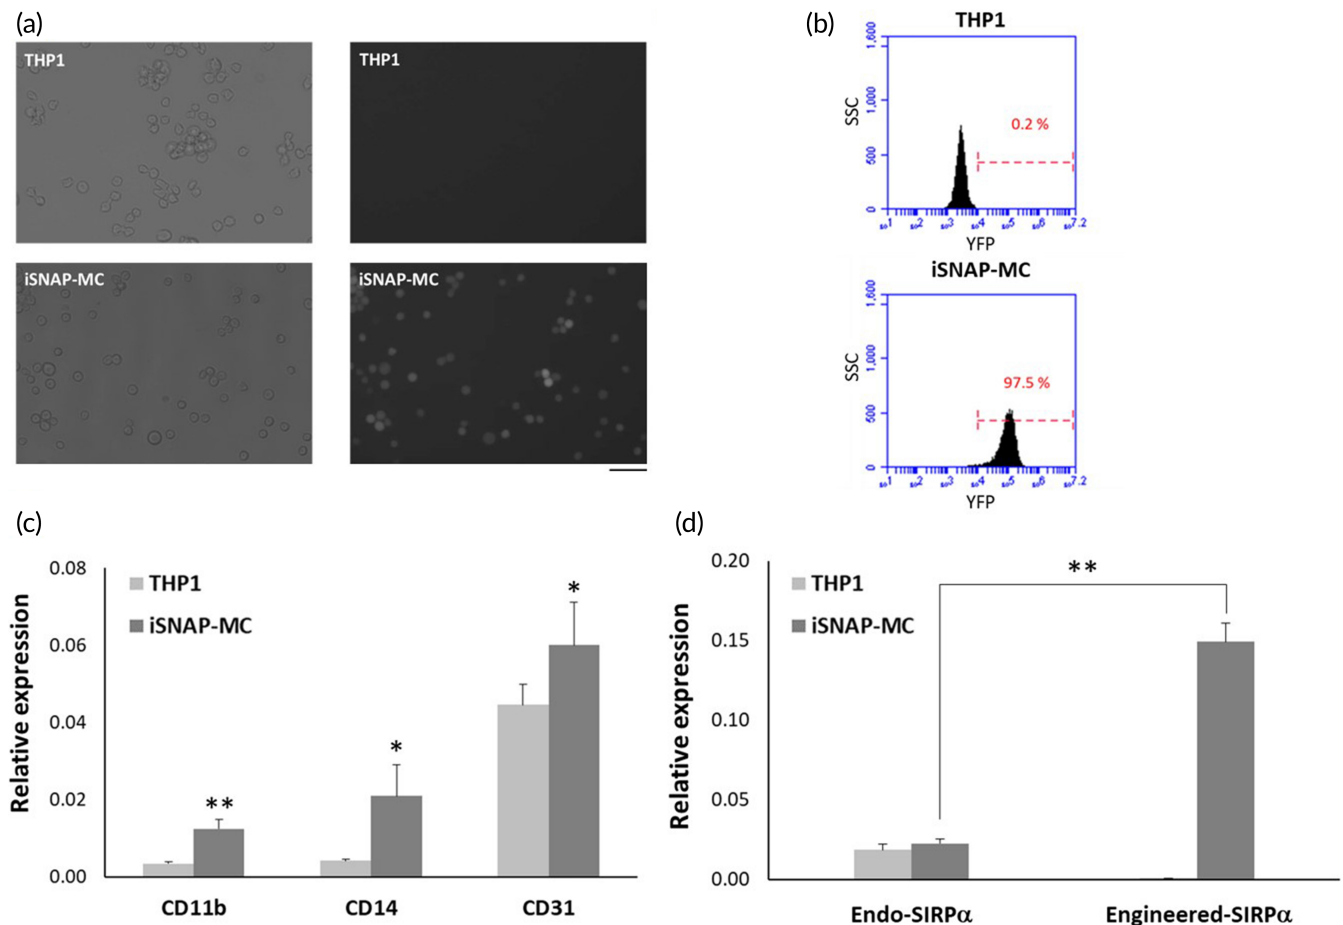 (a)
THP1
THP1
iSNAP-MC
iSNAP-MC
(b)
THP1
SSC
1,600
1,000
500
0
0.2 %
YFP
iSNAP-MC
SSC
1,600
1,000
500
0
97.5 %
YFP
(c)
Relative expression
0.08
0.06
0.04
0.02
0.00
THP1
iSNAP-MC
**
*
*
CD11b CD14 CD31
(d)
Relative expression
0.20
0.15
0.10
0.05
0.00
THP1
iSNAP-MC
**
Endo-SIRPα Engineered-SIRPα